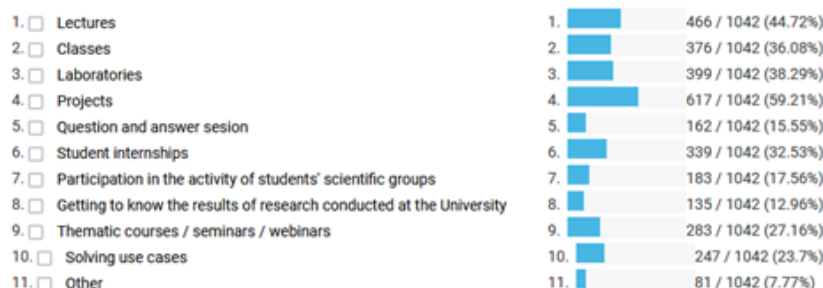 1. Lectures 1. 466 / 1042 (44.72%)
2. Classes 2. 376 / 1042 (36.08%)
3. Laboratories 3. 399 / 1042 (38.29%)
4. Projects 4. 617 / 1042 (59.21%)
5. Question and answer sesion 5. 162 / 1042 (15.55%)
6. Student internships 6. 339 / 1042 (32.53%)
7. Participation in the activity of students' scientific groups 7. 183 / 1042 (17.56%)
8. Getting to know the results of research conducted at the University 8. 135 / 1042 (12.96%)
9. Thematic courses / seminars / webinars 9. 283 / 1042 (27.16%)
10. Solving use cases 10. 247 / 1042 (23.7%)
11. Other 11. 81 / 1042 (7.77%)